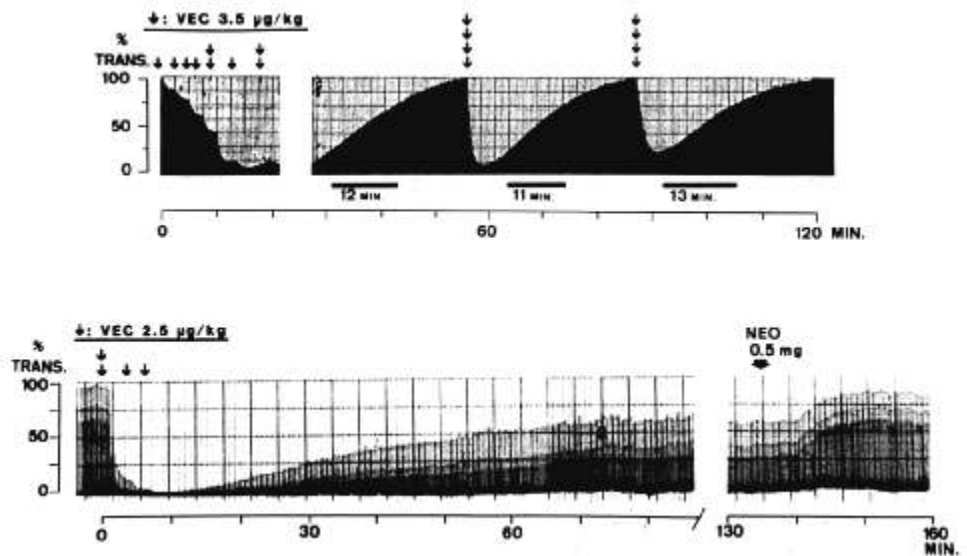 ↓: VEC 3.5 µg/kg
%
TRANS.
100
50
0
12 MIN.
11 MIN.
13 MIN.
0 60 120 MIN.
↓: VEC 2.5 µg/kg
%
TRANS.
NEO
0.5 mg
100
50
0
0 30 60 130 160
MIN.